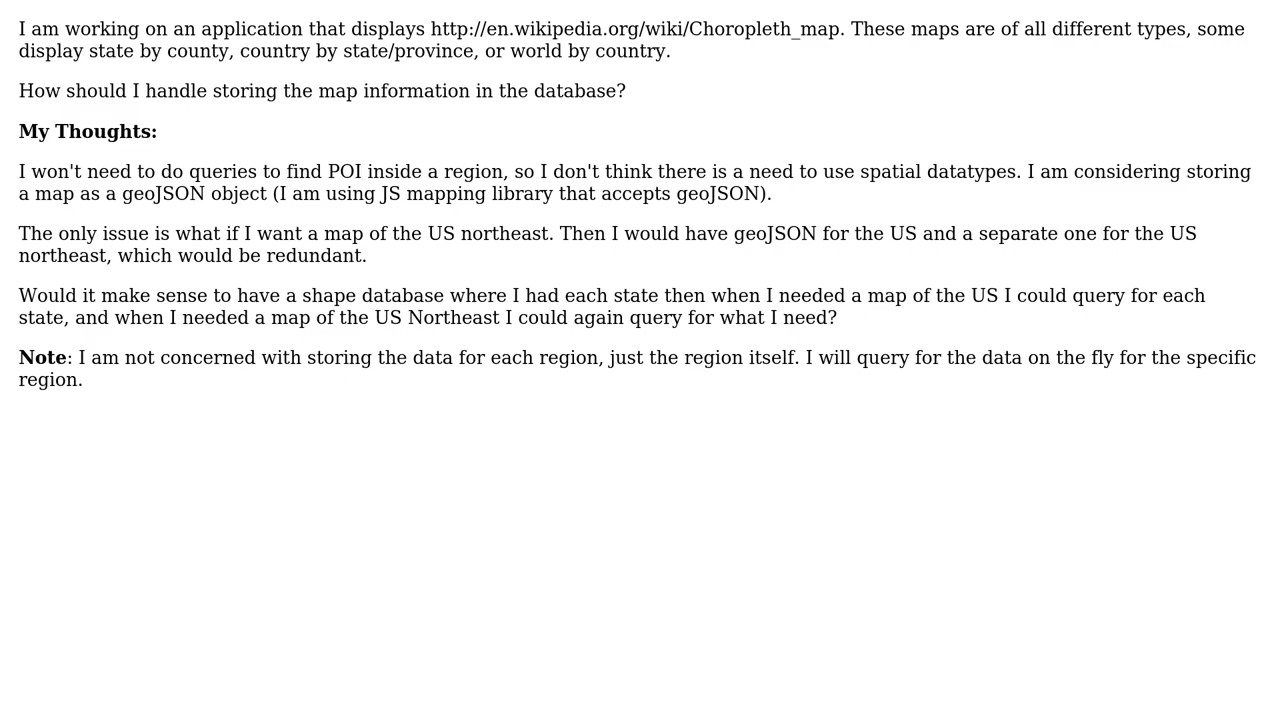 I am working on an application that displays http://en.wikipedia.org/wiki/Choropleth_map. These maps are of all different types, some
display state by county, country by state/province, or world by country.
How should I handle storing the map information in the database?
My Thoughts:
I won't need to do queries to find POI inside a region, so I don't think there is a need to use spatial datatypes. I am considering storing
a map as a geoJSON object (I am using JS mapping library that accepts geoJSON).
The only issue is what if I want a map of the US northeast. Then I would have geoJSON for the US and a separate one for the US
northeast, which would be redundant.
Would it make sense to have a shape database where I had each state then when I needed a map of the US I could query for each
state, and when I needed a map of the US Northeast I could again query for what I need?
Note: I am not concerned with storing the data for each region, just the region itself. I will query for the data on the fly for the specific
region.